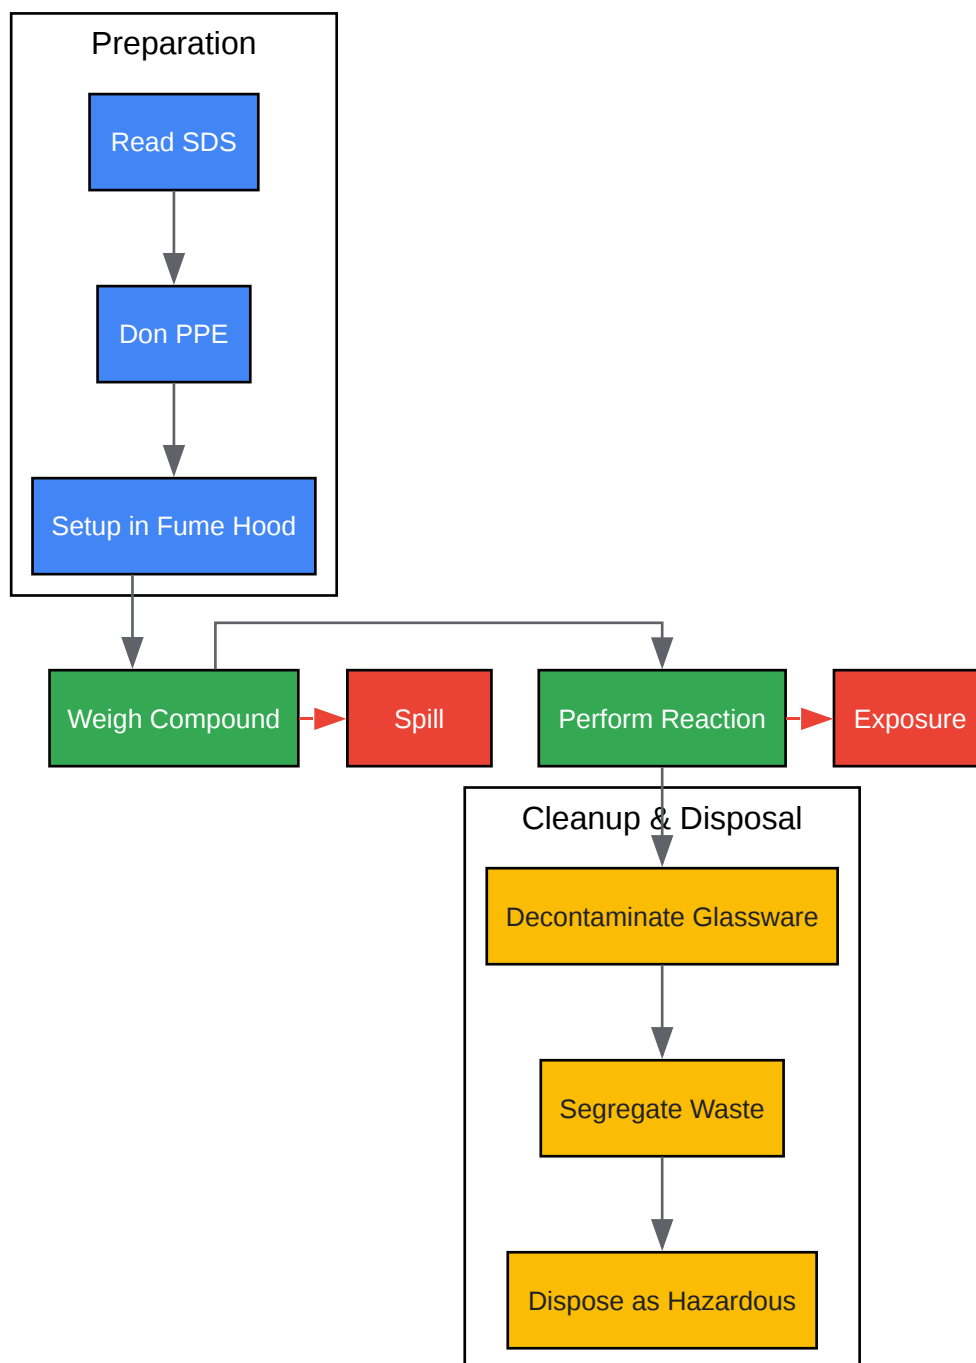 Preparation
Read SDS
Don PPE
Setup in Fume Hood
Weigh Compound
Spill
Perform Reaction
Exposure
Cleanup & Disposal
Decontaminate Glassware
Segregate Waste
Dispose as Hazardous